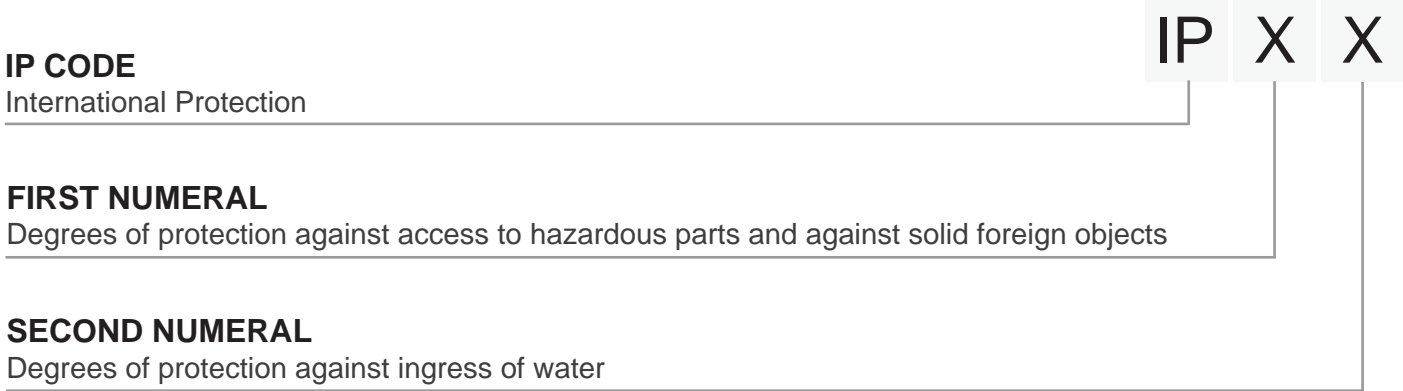 IP X X
IP CODE
International Protection
FIRST NUMERAL
Degrees of protection against access to hazardous parts and against solid foreign objects
SECOND NUMERAL
Degrees of protection against ingress of water